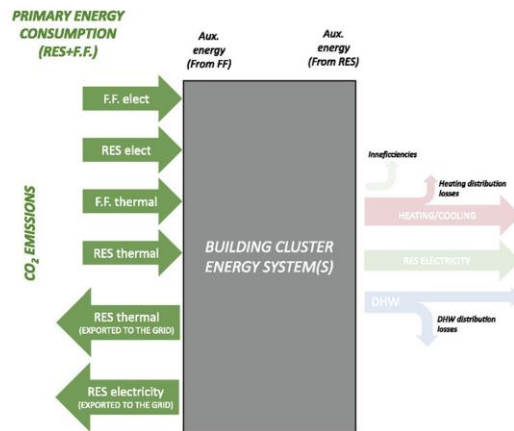 PRIMARY ENERGY
CONSUMPTION
(RES+F.F.)
Aux.
energy
(From FF)
Aux.
energy
(From RES)
F.F. elect
RES elect
F.F. thermal
RES thermal
RES thermal
(EXPORTED TO THE GRID)
RES electricity
(EXPORTED TO THE GRID)
CO2 EMISSIONS
BUILDING CLUSTER
ENERGY SYSTEM(S)
Inneficciencies
Heating distribution
losses
HEATING/COOLING
RES ELECTRICITY
DHW
DHW distribution
losses